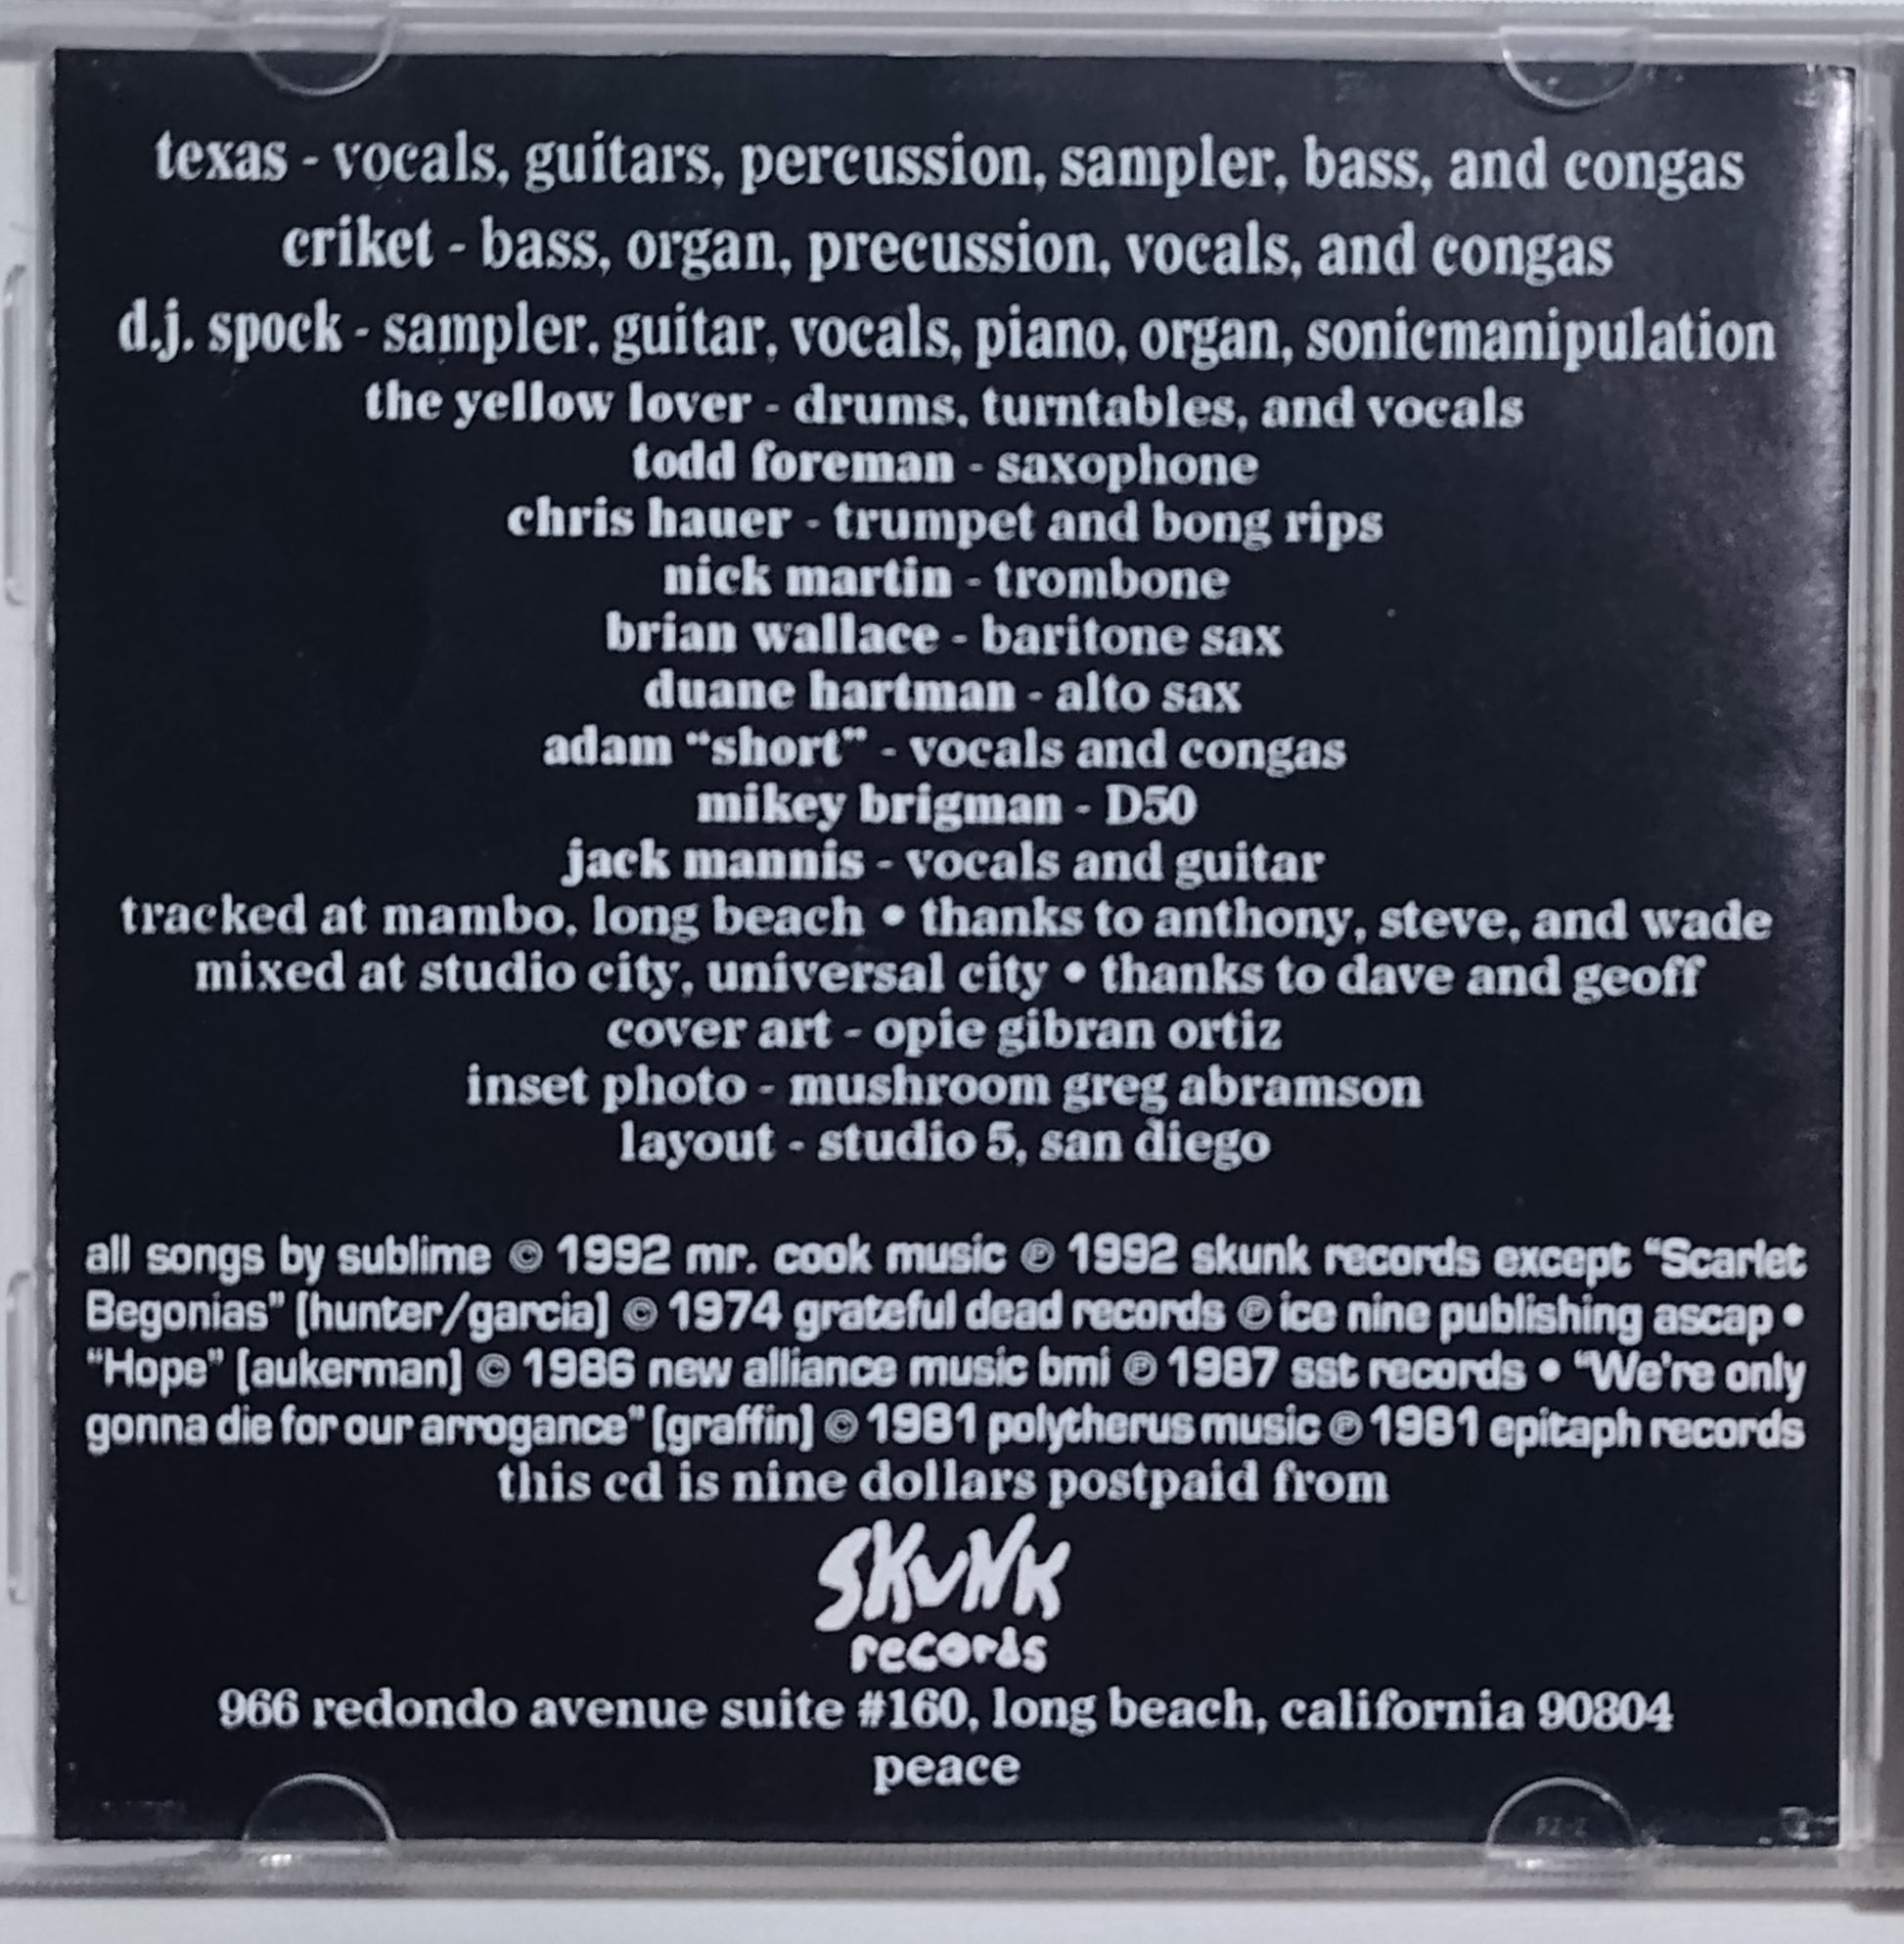 texas - vocals, guitars, percussion, sampler, bass, and congas
criket - bass, organ, precussion, vocals, and congas
d.j. spock - sampler, guitar, vocals, piano, organ, sonicmanipulation
the yellow lover - drums, turntables, and vocals
todd foreman - saxophone
chris hauer - trumpet and bong rips
nick martin - trombone
brian wallace - baritone sax
duane hartman - alto sax
adam “short” - vocals and congas
mikey brigman - D50
jack mannis - vocals and guitar
tracked at mambo, long beach • thanks to anthony, steve, and wade
mixed at studio city, universal city • thanks to dave and geoff
cover art - opie gibran ortiz
inset photo - mushroom greg abramson
layout - studio 5, san diego
all songs by sublime © 1992 mr. cook music ℗ 1992 skunk records except “Scarlet
Begonias” [hunter/garcia] © 1974 grateful dead records ℗ ice nine publishing ascap •
“Hope” [aukerman] © 1986 new alliance music bmi ℗ 1987 sst records • “We're only
gonna die for our arrogance” [graffin] © 1981 polytherus music ℗ 1981 epitaph records
this cd is nine dollars postpaid from
SKUNK
records
966 redondo avenue suite #160, long beach, california 90804
peace